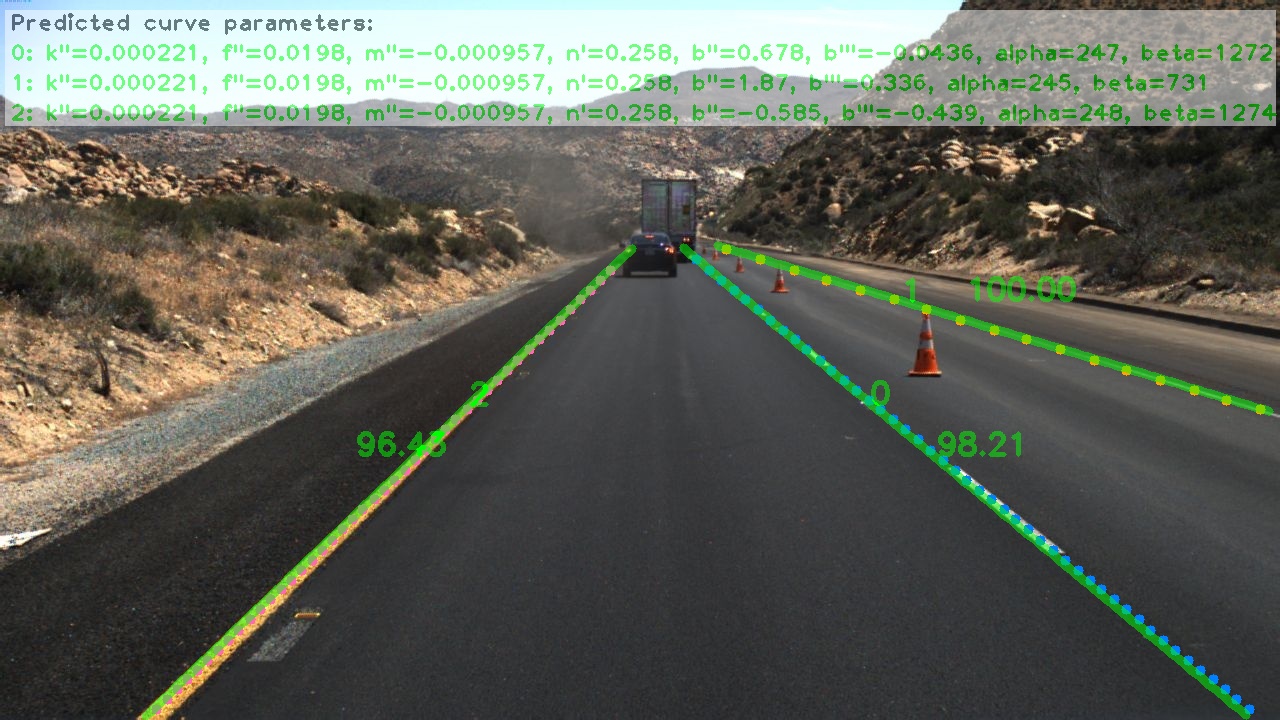 Predicted curve parameters:
0: k''=0.000221, f''=0.0198, m''=-0.000957, n'=0.258, b''=0.678, b'''=-0.0436, alpha=247, beta=1272
1: k''=0.000221, f''=0.0198, m''=-0.000957, n'=0.258, b''=1.87, b'''=0.336, alpha=245, beta=731
2: k''=0.000221, f''=0.0198, m''=-0.000957, n'=0.258, b''=-0.585, b'''=-0.439, alpha=248, beta=1274
1 100.00
2 0
96.45 98.21